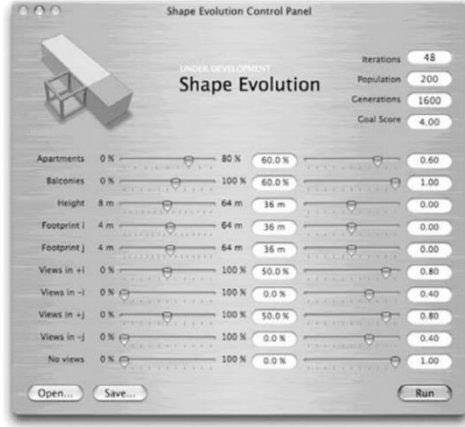 Shape Evolution Control Panel
UNDER DEVELOPMENT
Shape Evolution
Iterations 48
Population 200
Generations 1600
Goal Score 4.00
Apartments 0 % 80 % 60.0 % 0.60
Balconies 0 % 100 % 60.0 % 1.00
Height 8 m 64 m 36 m 0.00
Footprint i 4 m 64 m 36 m 0.00
Footprint j 4 m 64 m 36 m 0.00
Views in +i 0 % 100 % 50.0 % 0.80
Views in -i 0 % 100 % 0.0 % 0.40
Views in +j 0 % 100 % 50.0 % 0.80
Views in -j 0 % 100 % 0.0 % 0.40
No views 0 % 100 % 0.0 % 1.00
Open... Save... Run